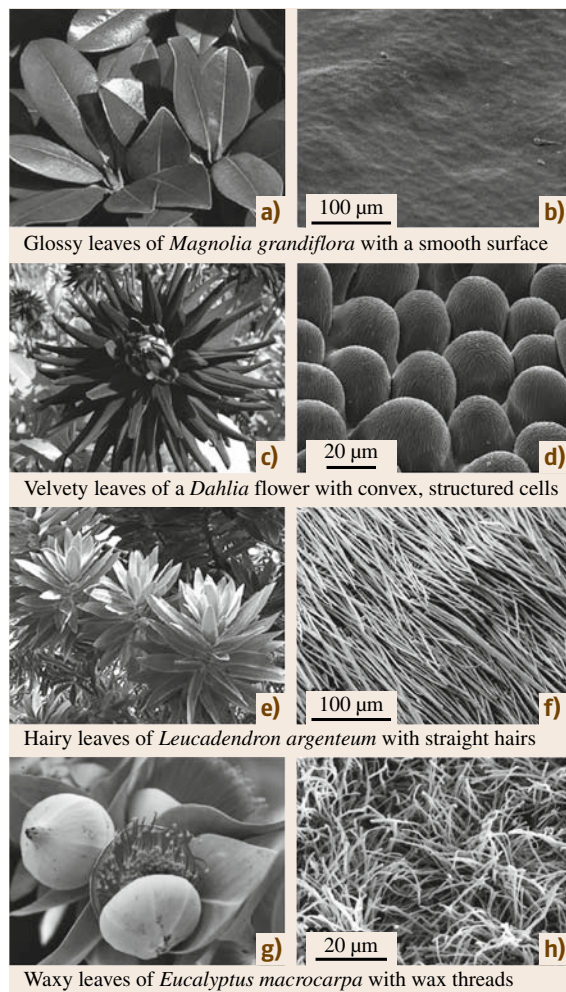 a)
100 µm
b)
Glossy leaves of Magnolia grandiflora with a smooth surface
c)
20 µm
d)
Velvety leaves of a Dahlia flower with convex, structured cells
e)
100 µm
f)
Hairy leaves of Leucadendron argenteum with straight hairs
g)
20 µm
h)
Waxy leaves of Eucalyptus macrocarpa with wax threads